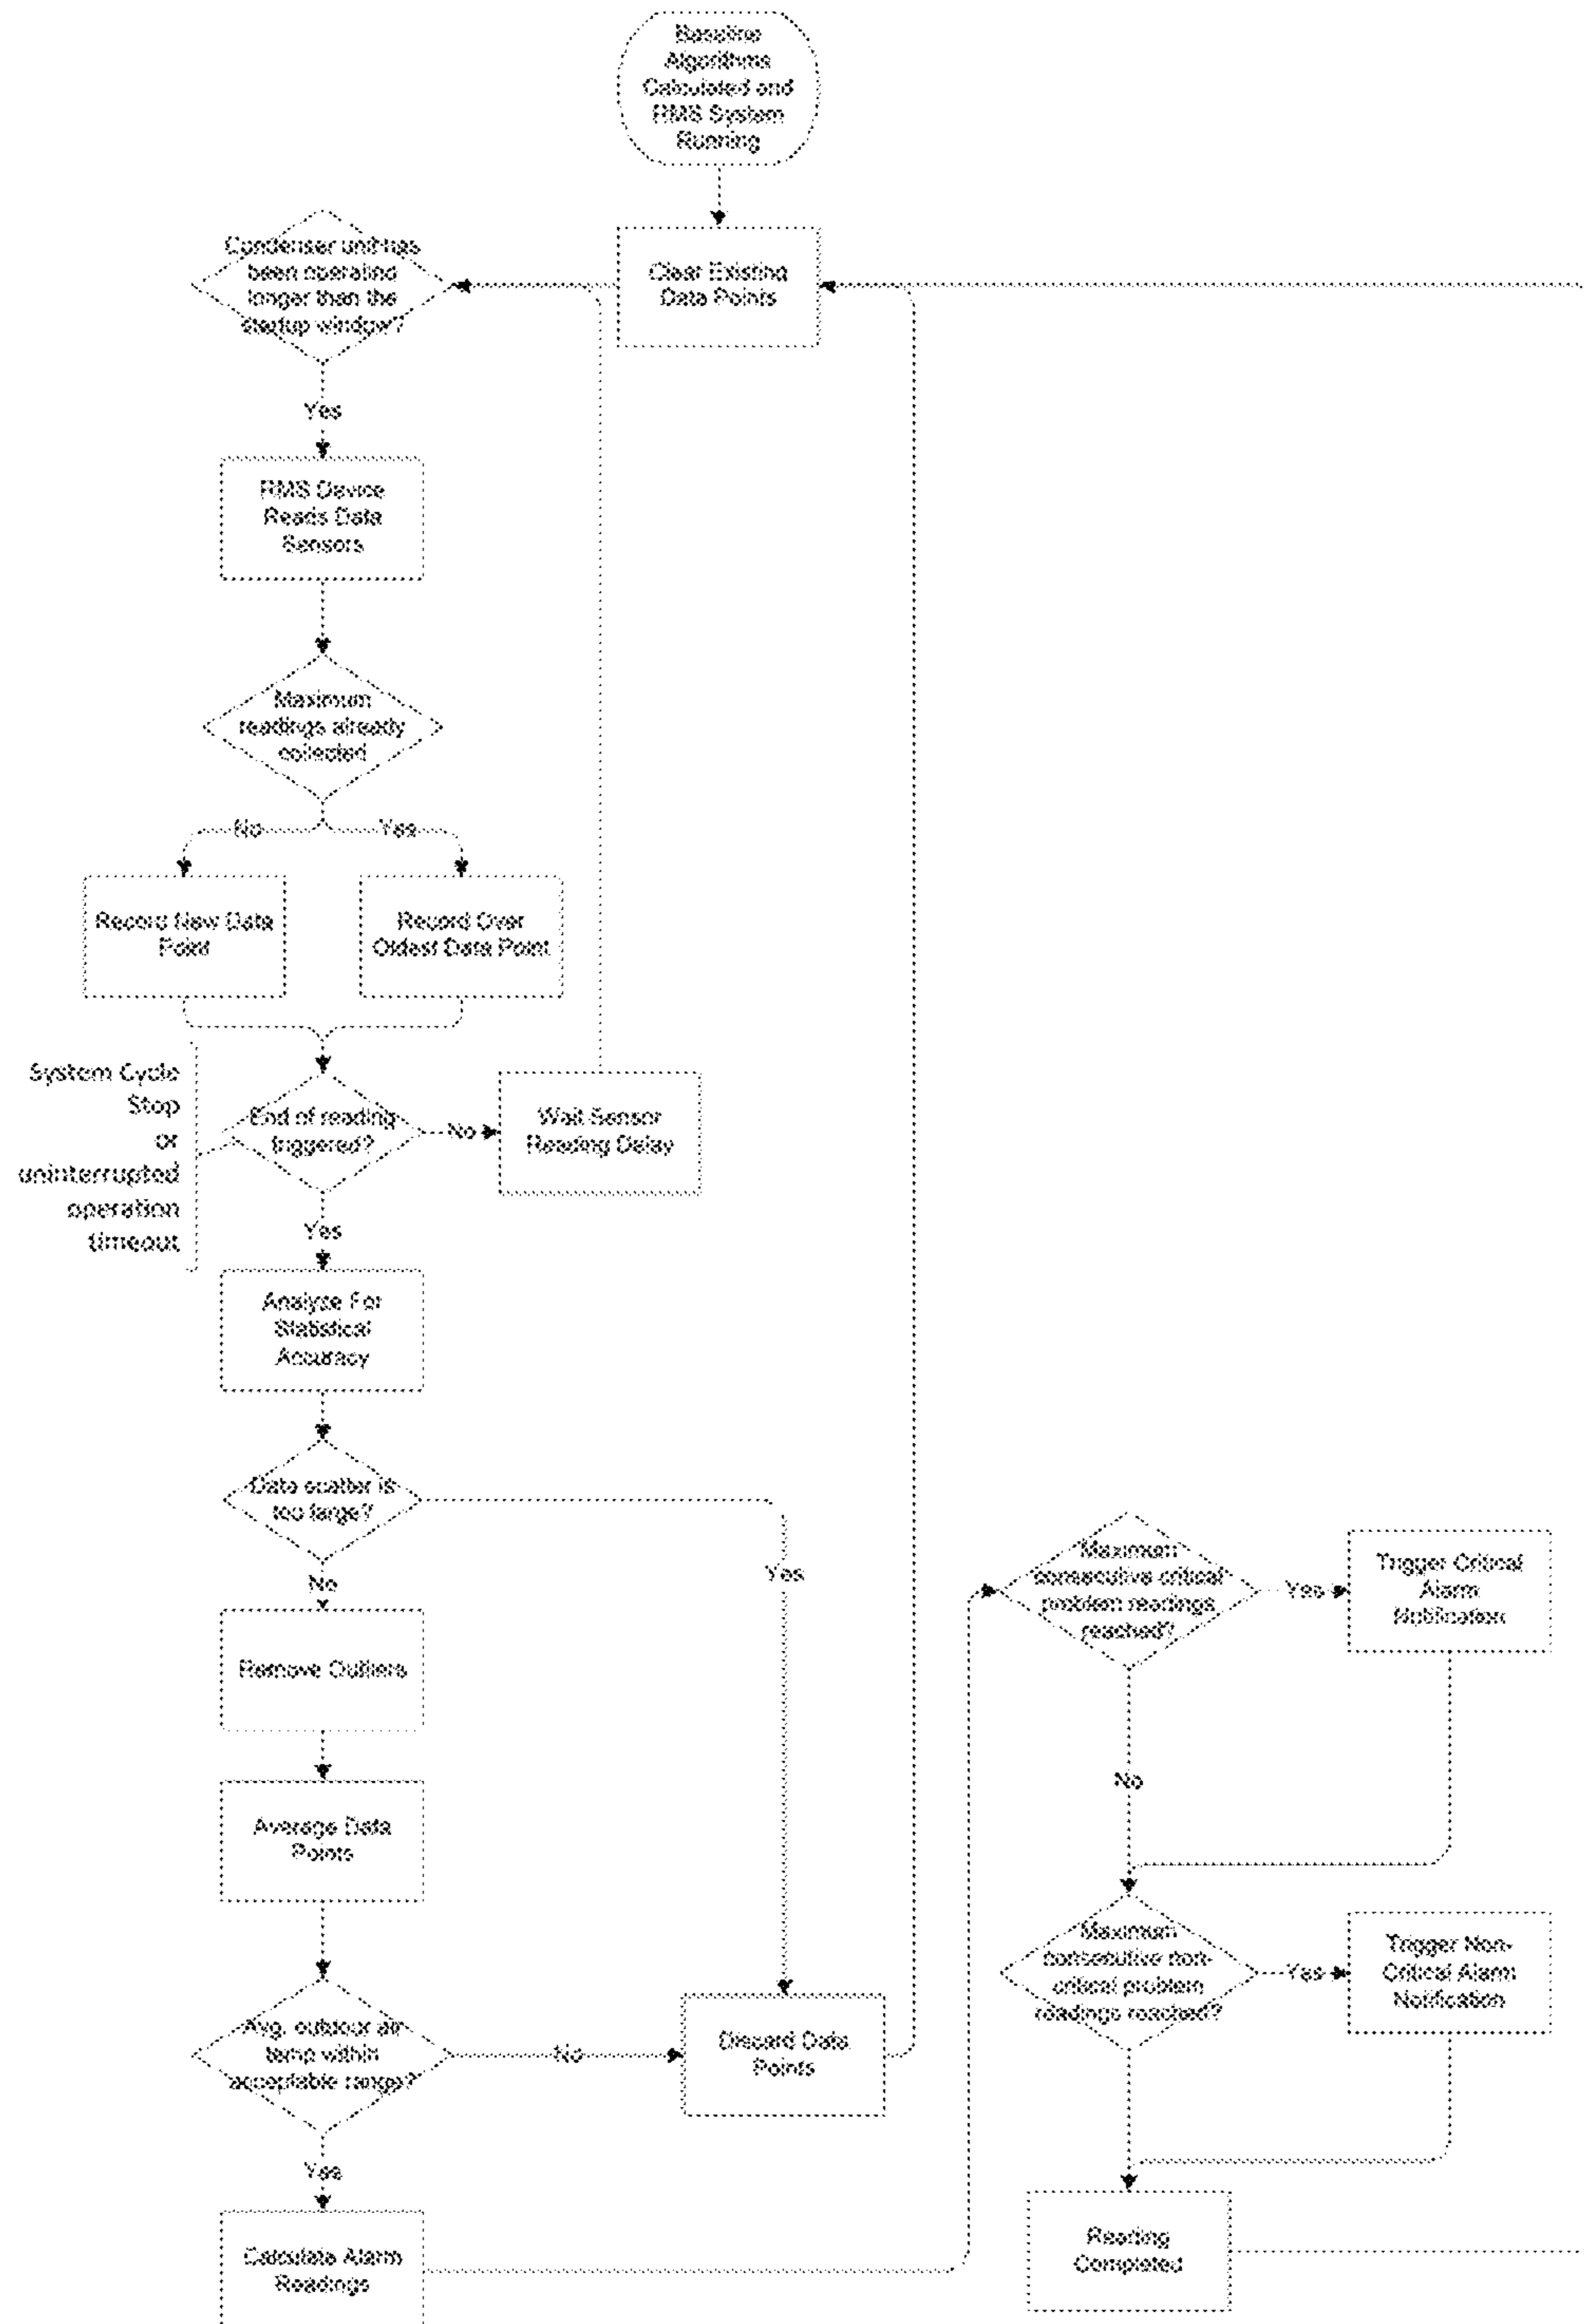 Baseline
Algorithms
Calculated and
RMS System
Running
Clear Existing
Data Points
Condenser unit has
been operating
longer than the
startup window?
Yes
RMS Device
Reads Data
Sensors
Maximum
readings already
collected
No
Yes
Record New Data
Point
Record Over
Oldest Data Point
System Cycle
Stop
or
uninterrupted
operation
timeout
End of reading
triggered?
No
Wait Sensor
Reading Delay
Yes
Analyze For
Statistical
Accuracy
Data scatter is
too large?
Yes
No
Remove Outliers
Average Data
Points
Avg. outdoor air
temp within
acceptable range?
No
Discard Data
Points
Yes
Calculate Alarm
Readings
Maximum
consecutive critical
problem readings
reached?
Yes
Trigger Critical
Alarm
Notification
No
Maximum
consecutive non-
critical problem
readings reached?
Yes
Trigger Non-
Critical Alarm
Notification
Reading
Completed